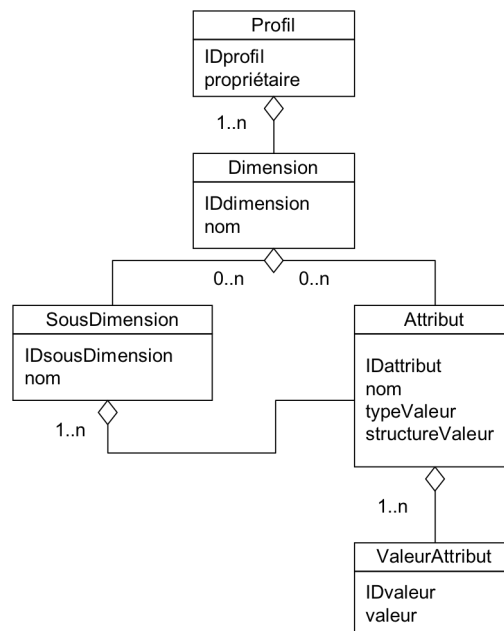 Profil
IDprofil
propriétaire
1..n
Dimension
IDdimension
nom
0..n
0..n
SousDimension
IDsousDimension
nom
1..n
Attribut
IDattribut
nom
typeValeur
structureValeur
1..n
ValeurAttribut
IDvaleur
valeur